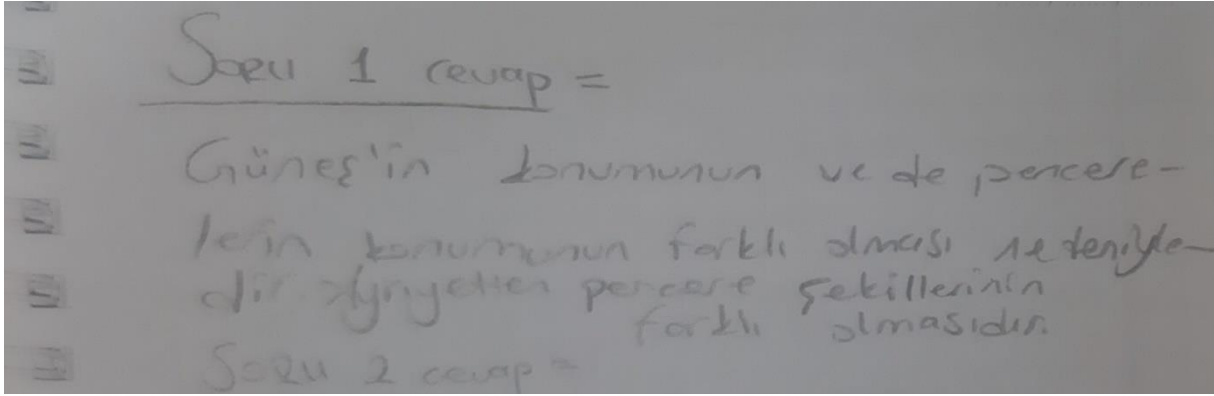 Soru 1 cevap =
Güneş'in konumunun ve de pencere-
lerin konumunun farklı olması nedeniyle-
dir Ayriyetten pencere şekillerinin
farklı olmasıdır.
Soru 2 cevap =